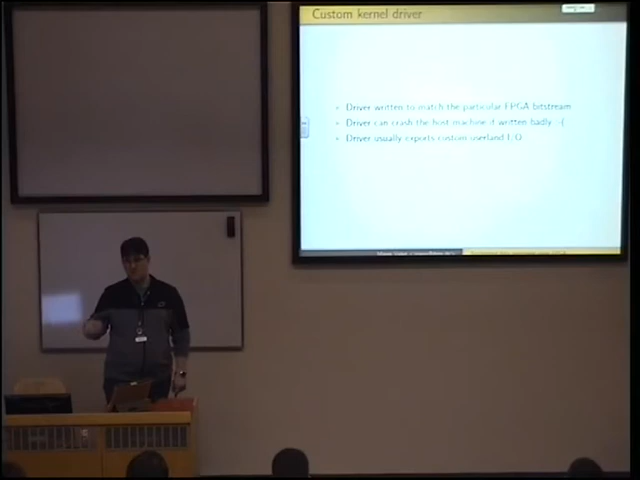 Custom kernel driver
Driver written to match the particular FPGA bitstream
Driver can crash the host machine if written badly :-(
Driver usually exports custom userland I/O